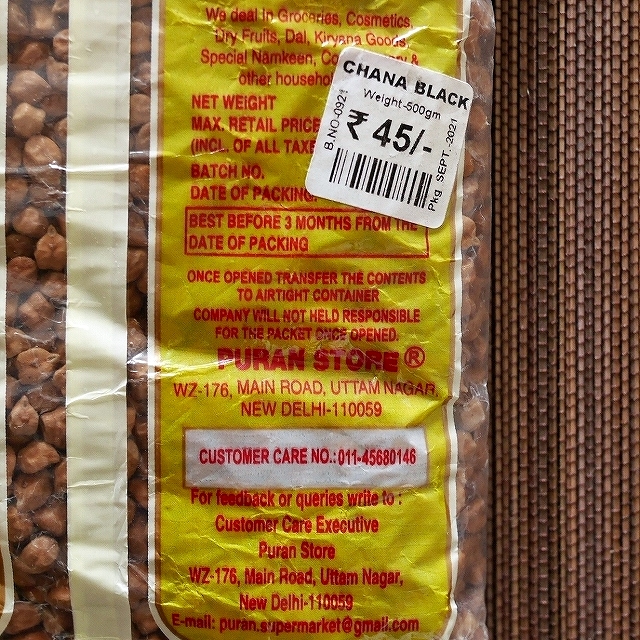 We deal in Groceries, Cosmetics,
Dry Fruits, Dal, Kiryana Goods,
Special Namkeen, &
other
CHANA BLACK
Weight-500gm
₹ 45/-
B.NO-0921
Pkg SEPT.-2021
NET WEIGHT
MAX. RETAIL PRICE
(INCL. OF ALL
BATCH NO.
DATE OF PACKING
BEST BEFORE 3 MONTHS FROM THE
DATE OF PACKING
ONCE OPENED TRANSFER THE CONTENTS
TO AIRTIGHT CONTAINER
COMPANY WILL NOT HELD RESPONSIBLE
FOR THE PACKET ONCE OPENED.
PURAN STORE ®
WZ-176, MAIN ROAD, UTTAM NAGAR,
NEW DELHI-110059
CUSTOMER CARE NO.: 011-45680146
For feedback or queries write to :
Customer Care Executive
Puran Store
WZ-176, Main Road, Uttam Nagar,
New Delhi-110059
E-mail: puran.supermarket@gmail.com